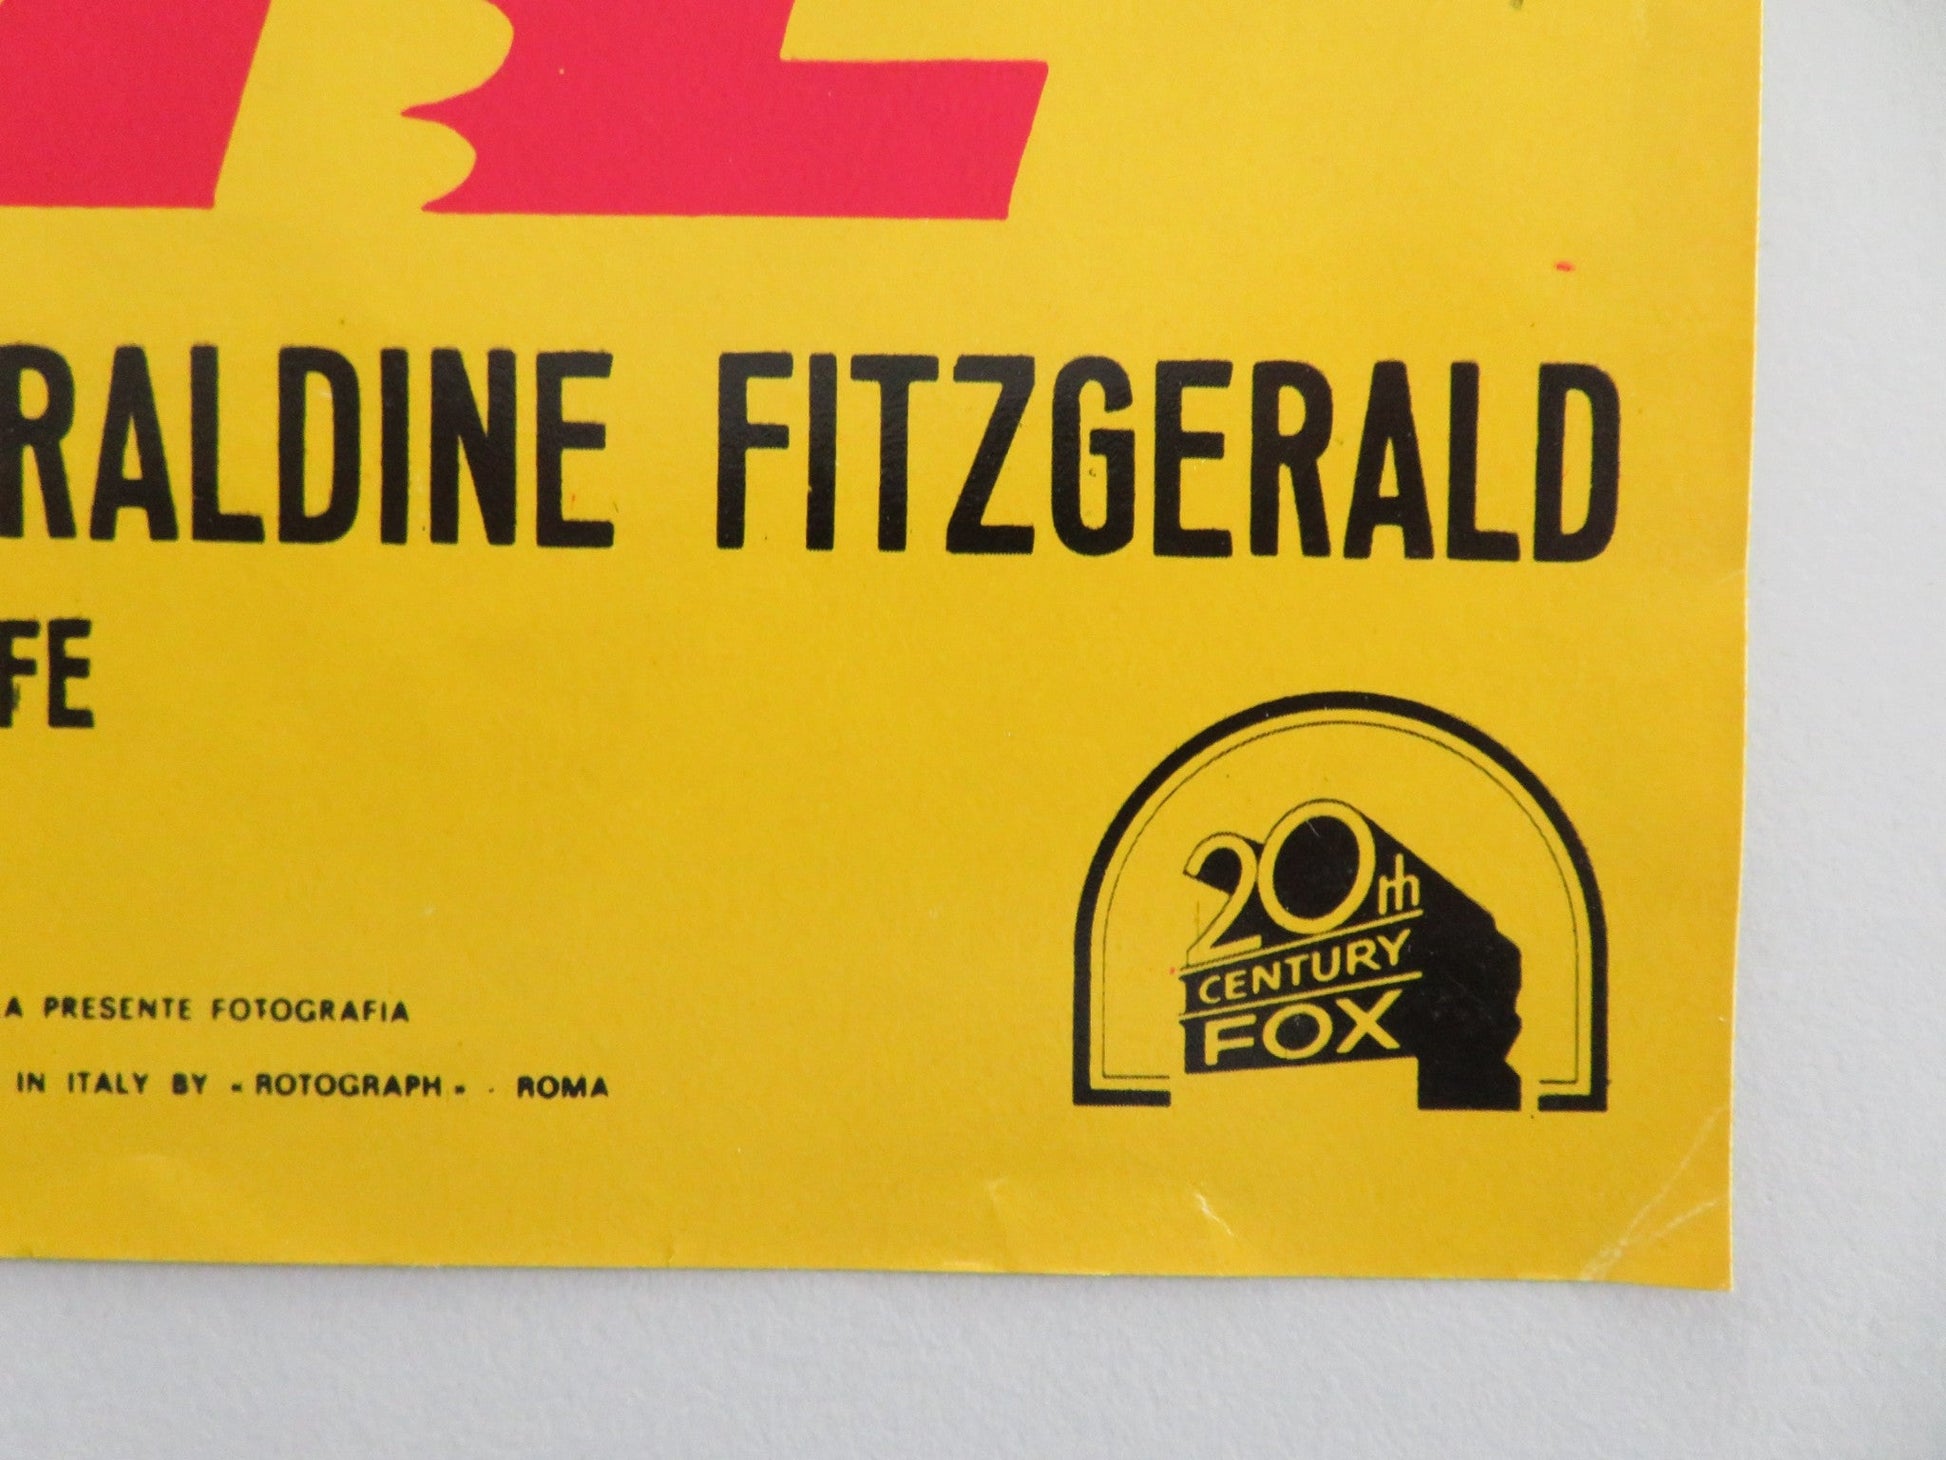 RALDINE FITZGERALD
FE
20th
CENTURY
FOX
A PRESENTE FOTOGRAFIA
IN ITALY BY « ROTOGRAPH » - ROMA